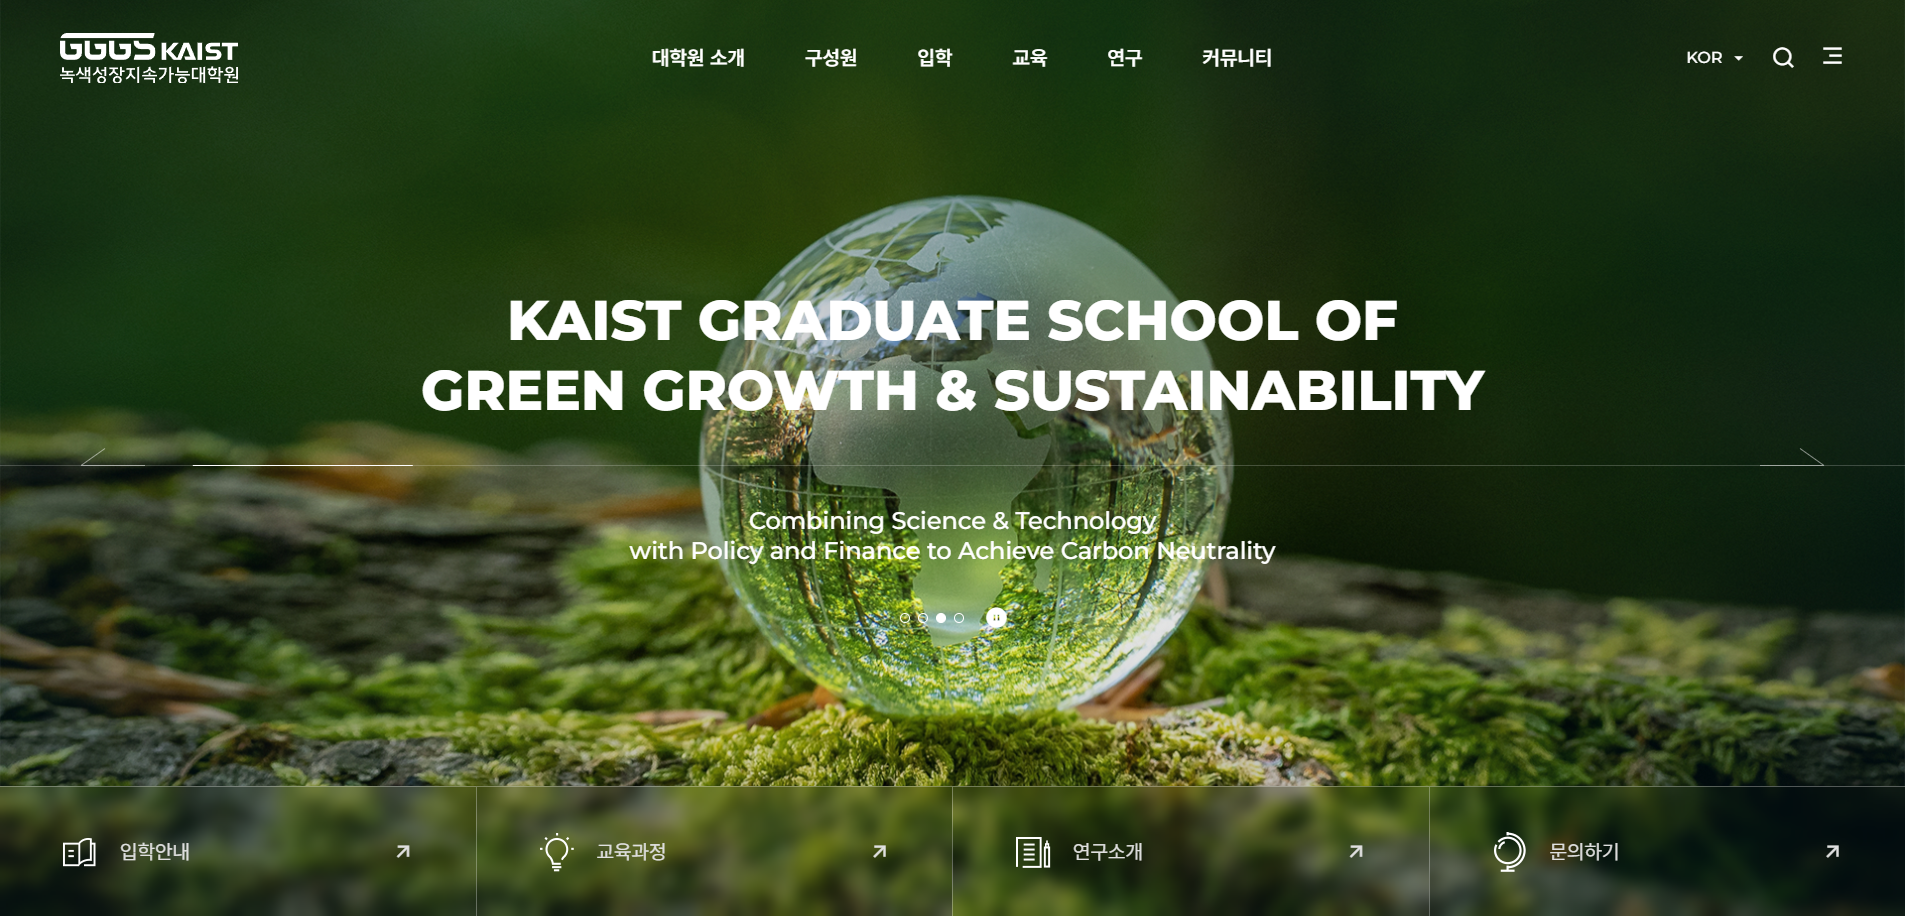 GGGS KAIST
녹색성장지속가능대학원
대학원 소개
구성원
입학
교육
연구
커뮤니티
KOR
KAIST GRADUATE SCHOOL OF
GREEN GROWTH & SUSTAINABILITY
Combining Science & Technology
with Policy and Finance to Achieve Carbon Neutrality
입학안내
교육과정
연구소개
문의하기